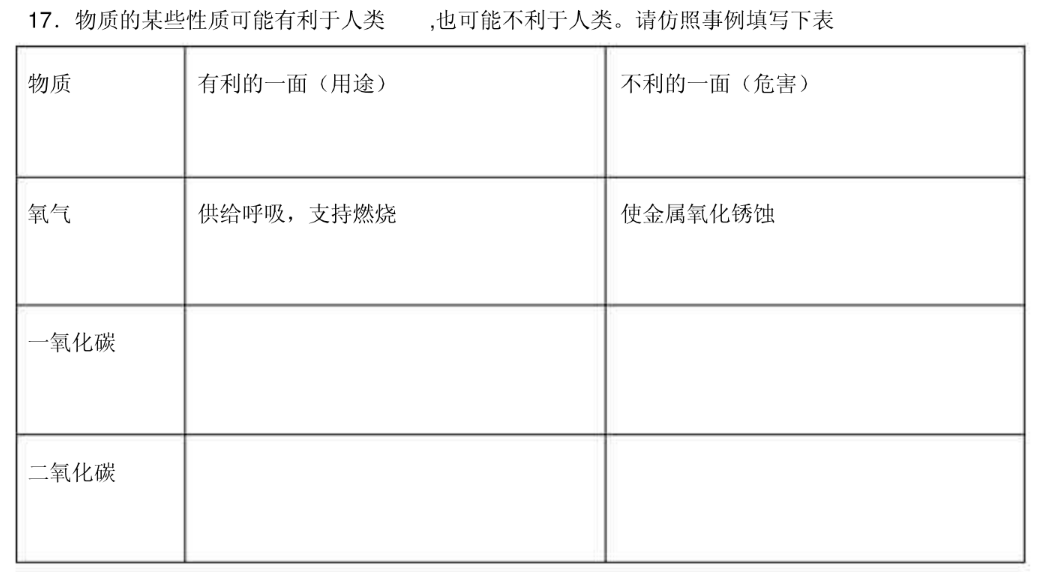 17. 物质的某些性质可能有利于人类 ,也可能不利于人类。请仿照事例填写下表
物质 有利的一面（用途） 不利的一面（危害）
氧气 供给呼吸，支持燃烧 使金属氧化锈蚀
一氧化碳
二氧化碳